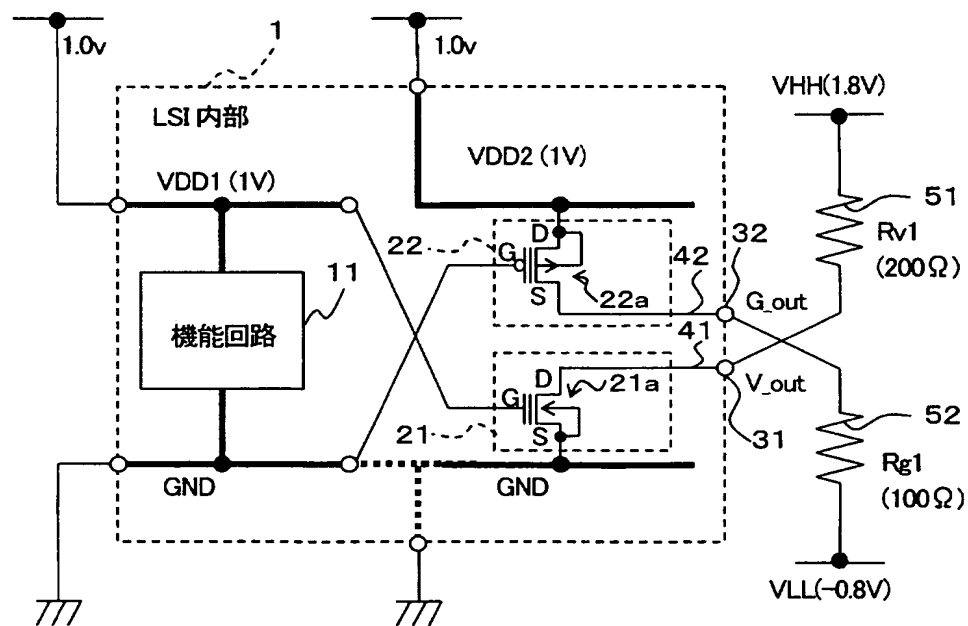 1.0v
1
1.0v
VHH(1.8V)
LSI 内部
VDD1 (1V)
VDD2 (1V)
51
Rv1
(200Ω)
22
G
D
S
22a
42
32
G_out
11
機能回路
41
21
G
D
S
21a
V_out
31
52
Rg1
(100Ω)
GND
GND
VLL(-0.8V)